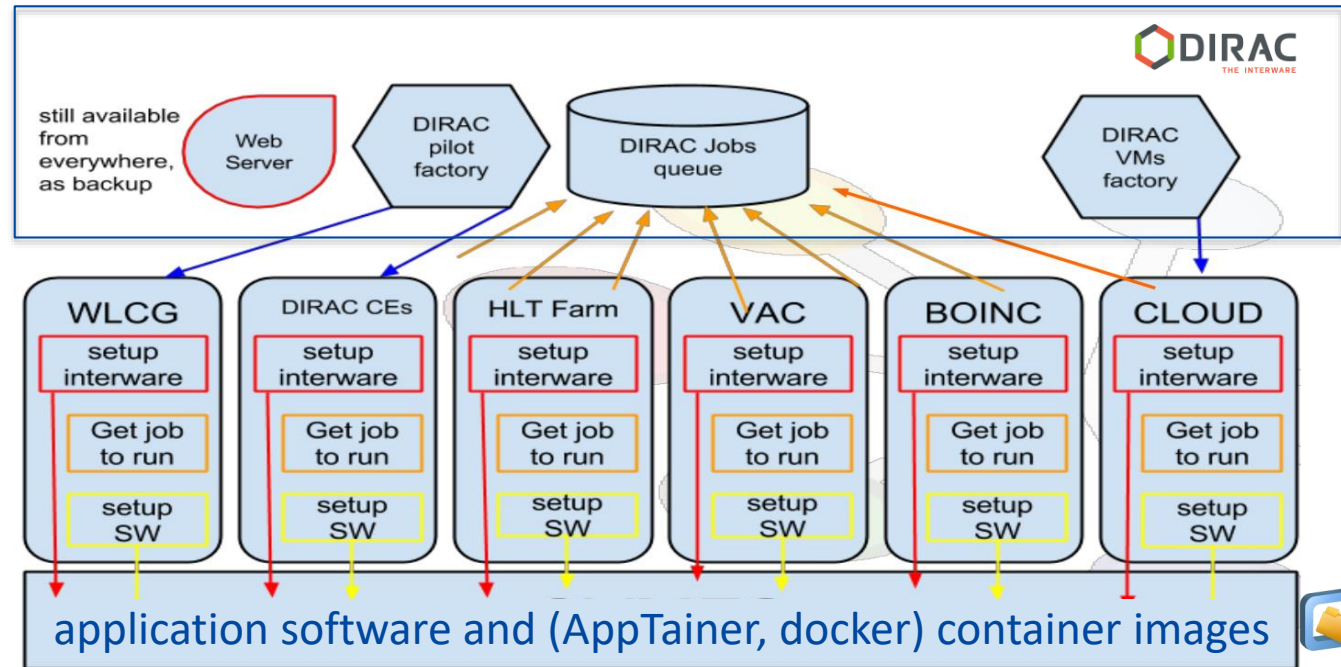 DIRAC
THE INTERWARE
still available
from
everywhere,
as backup
Web
Server
DIRAC
pilot
factory
DIRAC Jobs
queue
DIRAC
VMs
factory
WLCG
setup
interware
Get job
to run
setup
SW
DIRAC CEs
setup
interware
Get job
to run
setup
SW
HLT Farm
setup
interware
Get job
to run
setup
SW
VAC
setup
interware
Get job
to run
setup
SW
BOINC
setup
interware
Get job
to run
setup
SW
CLOUD
setup
interware
Get job
to run
setup
SW
application software and (AppTainer, docker) container images